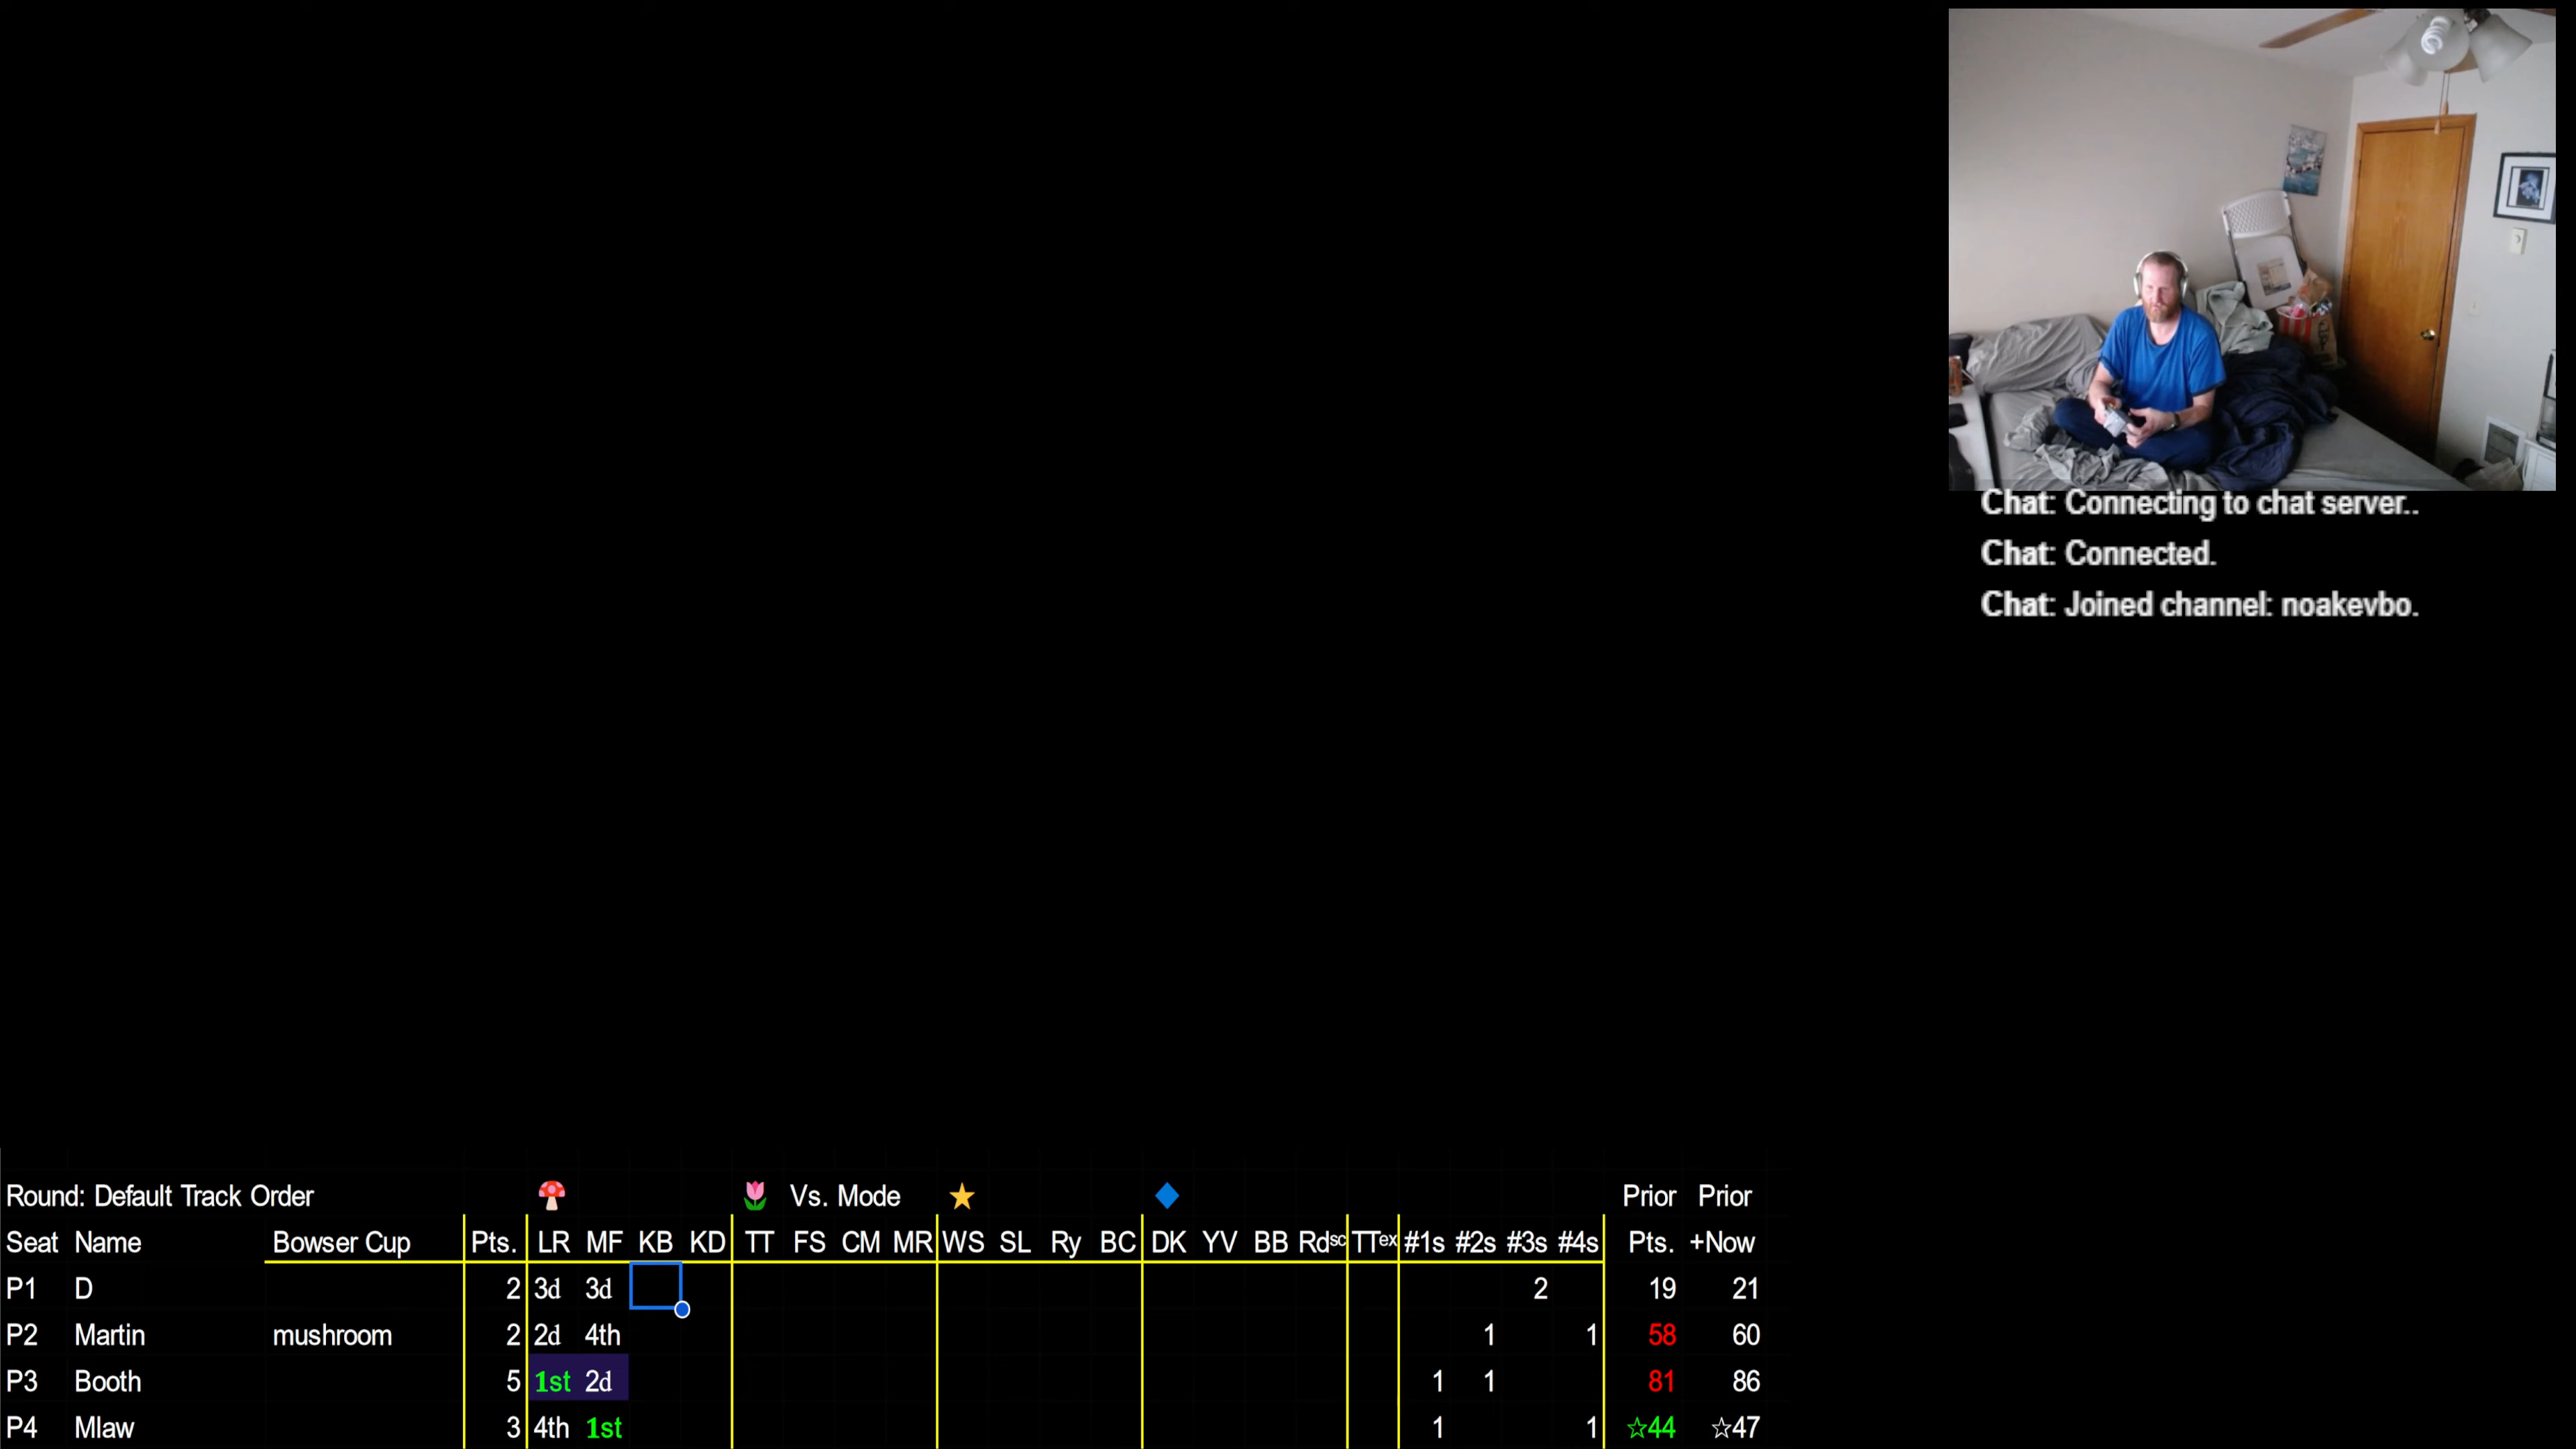 Chat: Connecting to chat server..
Chat: Connected.
Chat: Joined channel: noakevbo.
Round: Default Track Order 🍄 🌷 Vs. Mode ⭐ 🔷 Prior Prior
Seat Name Bowser Cup Pts. LR MF KB KD TT FS CM MR WS SL Ry BC DK YV BB Rdˢᶜ TTᵉˣ #1s #2s #3s #4s Pts. +Now
P1 D 2 3d 3d 2 19 21
P2 Martin mushroom 2 2d 4th 1 1 58 60
P3 Booth 5 1st 2d 1 1 81 86
P4 Mlaw 3 4th 1st 1 1 ☆44 ☆47